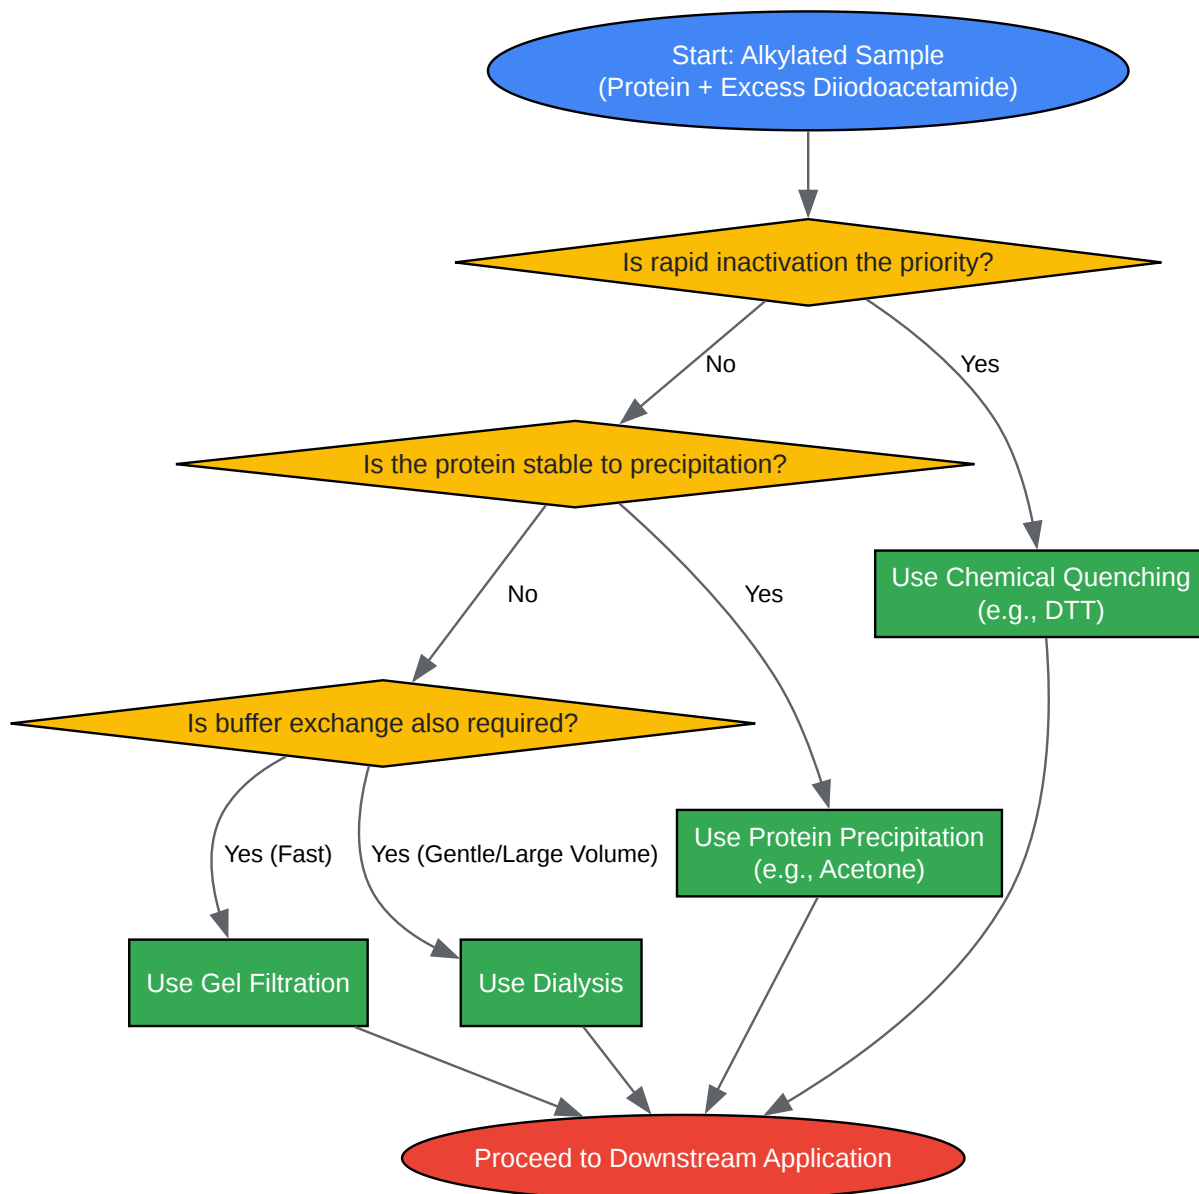 Start: Alkylated Sample
(Protein + Excess Diiodoacetamide)
Is rapid inactivation the priority?
No
Yes
Is the protein stable to precipitation?
No
Yes
Use Chemical Quenching
(e.g., DTT)
Is buffer exchange also required?
Yes (Fast)
Yes (Gentle/Large Volume)
Use Protein Precipitation
(e.g., Acetone)
Use Gel Filtration
Use Dialysis
Proceed to Downstream Application